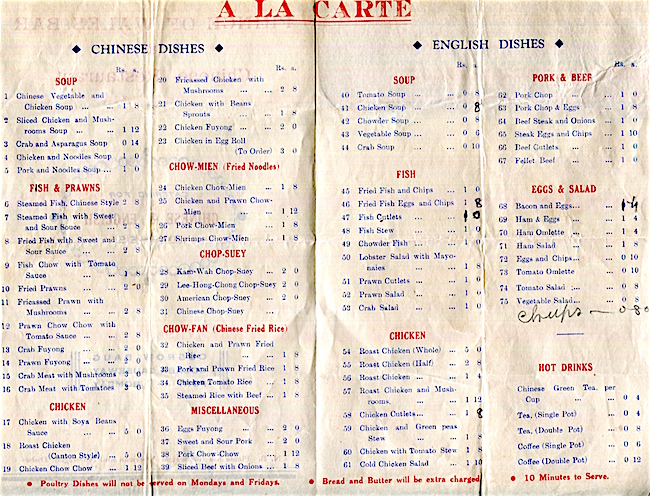 A LA CARTE
◆ CHINESE DISHES ◆
Rs. a.
SOUP
1 Chinese Vegetable and
Chicken Soup ... ... 1 8
2 Sliced Chicken and Mush-
rooms Soup ... ... 1 12
3 Crab and Asparagus Soup 0 14
4 Chicken and Noodles Soup 1 0
5 Pork and Noodles Soup ... 1 0
FISH & PRAWNS
6 Steamed Fish, Chinese Style 2 8
7 Steamed Fish with Sweet
and Sour Sauce ... 2 8
8 Fried Fish with Sweet and
Sour Sauce ... ... 2 8
9 Fish Chow with Tomato
Sauce ... ... 1 8
10 Fried Prawns ... ... 2 0
11 Fricassed Prawn with
Mushrooms ... ... 2 8
12 Prawn Chow Chow with
Tomato Sauce ... ... 2 8
13 Crab Fuyong ... ... 2 0
14 Prawn Fuyong ... ... 2 0
15 Crab Meat with Mushrooms 3 0
16 Crab Meat with Tomatoes 3 0
CHICKEN
17 Chicken with Soya Beans
Sauce ... ... 5 0
18 Roast Chicken
(Canton Style) ... 5 0
19 Chicken Chow Chow ... 1 12
Rs. a.
20 Fricassed Chicken with
Mushrooms ... ... 2 8
21 Chicken with Beans
Sprouts ... ... 1 8
22 Chicken Fuyong ... ... 2 0
23 Chicken in Egg Roll
(To Order) 3 0
CHOW-MIEN (Fried Noodles)
24 Chicken Chow-Mien ... 1 8
25 Chicken and Prawn Chow-
Mien ... ... 1 12
26 Pork Chow-Mien ... 1 8
27 Shrimps Chow-Mien ... 1 8
CHOP-SUEY
28 Kam-Wah Chop-Suey ... 2 0
29 Lee-Hong-Chong Chop-Suey 2 0
30 American Chop-Suey ... 2 0
31 Chinese Chop-Suey ...
CHOW-FAN (Chinese Fried Rice)
32 Chicken and Prawn Fried
Rice ... ... 1 8
33 Pork and Prawn Fried Rice 1 8
34 Chicken Tomato Rice ... 1 8
35 Steamed Rice with Beef ... 1 8
MISCELLANEOUS
36 Eggs Fuyong ... ... 2 0
37 Sweet and Sour Pork ... 2 0
38 Pork Chow-Chow ... 1 12
39 Sliced Beef with Onions ... 1 8
◆ ENGLISH DISHES ◆
Rs. a.
SOUP
40 Tomato Soup ... ... 0 8
41 Chicken Soup ... ... 0 8
42 Chowder Soup ... ... 0 8
43 Vegetable Soup ... ... 0 6
44 Crab Soup ... ... 0 10
FISH
45 Fried Fish and Chips ... 1 0
46 Fried Fish Eggs and Chips 1 8
47 Fish Cutlets ... ... 1 0
48 Fish Stew ... ... 1 0
49 Chowder Fish ... ... 1 0
50 Lobster Salad with Mayo-
naies ... ... 1 8
51 Prawn Cutlets ... ... 1 0
52 Prawn Salad ... ... 1 0
53 Crab Salad ... ... 1 0
CHICKEN
54 Roast Chicken (Whole) ... 5 0
55 Roast Chicken (Half) ... 2 8
56 Roast Chicken ... ... 1 4
57 Roast Chicken and Mush-
rooms. ... ... 1 12
58 Chicken Cutlets ... ... 1 8
59 Chicken and Green peas
Stew ... ... 1 8
60 Chicken with Tomato Stew 1 8
61 Cold Chicken Salad ... 1 10
Rs. a.
PORK & BEEF
62 Pork Chop ... ... 1 0
63 Pork Chop & Eggs ... 1 8
64 Beef Steak and Onions ... 1 0
65 Steak Eggs and Chips ... 1 10
66 Beef Cutlets ... ... 1 0
67 Fellet Beef ... ... 1 0
EGGS & SALAD
68 Bacon and Eggs... ... 1 4
69 Ham & Eggs ... ... 1 4
70 Ham Omlette ... ... 1 4
71 Ham Salad ... ... 1 8
72 Eggs and Chips... ... 0 10
73 Tomato Omlette ... 0 10
74 Tomato Salad ... ... 0 8
75 Vegetable Salad... ... 0 8
chips — 0-80
HOT DRINKS
Chinese Green Tea. per
Cup ... ... 0 4
Tea, (Single Pot) ... 0 4
Tea, (Double Pot) ... 0 8
Coffee (Single Pot) ... 0 6
Coffee (Double Pot) ... 0 12
● 10 Minutes to Serve.
● Poultry Dishes will not be served on Mondays and Fridays.
● Bread and Butter will be extra charged